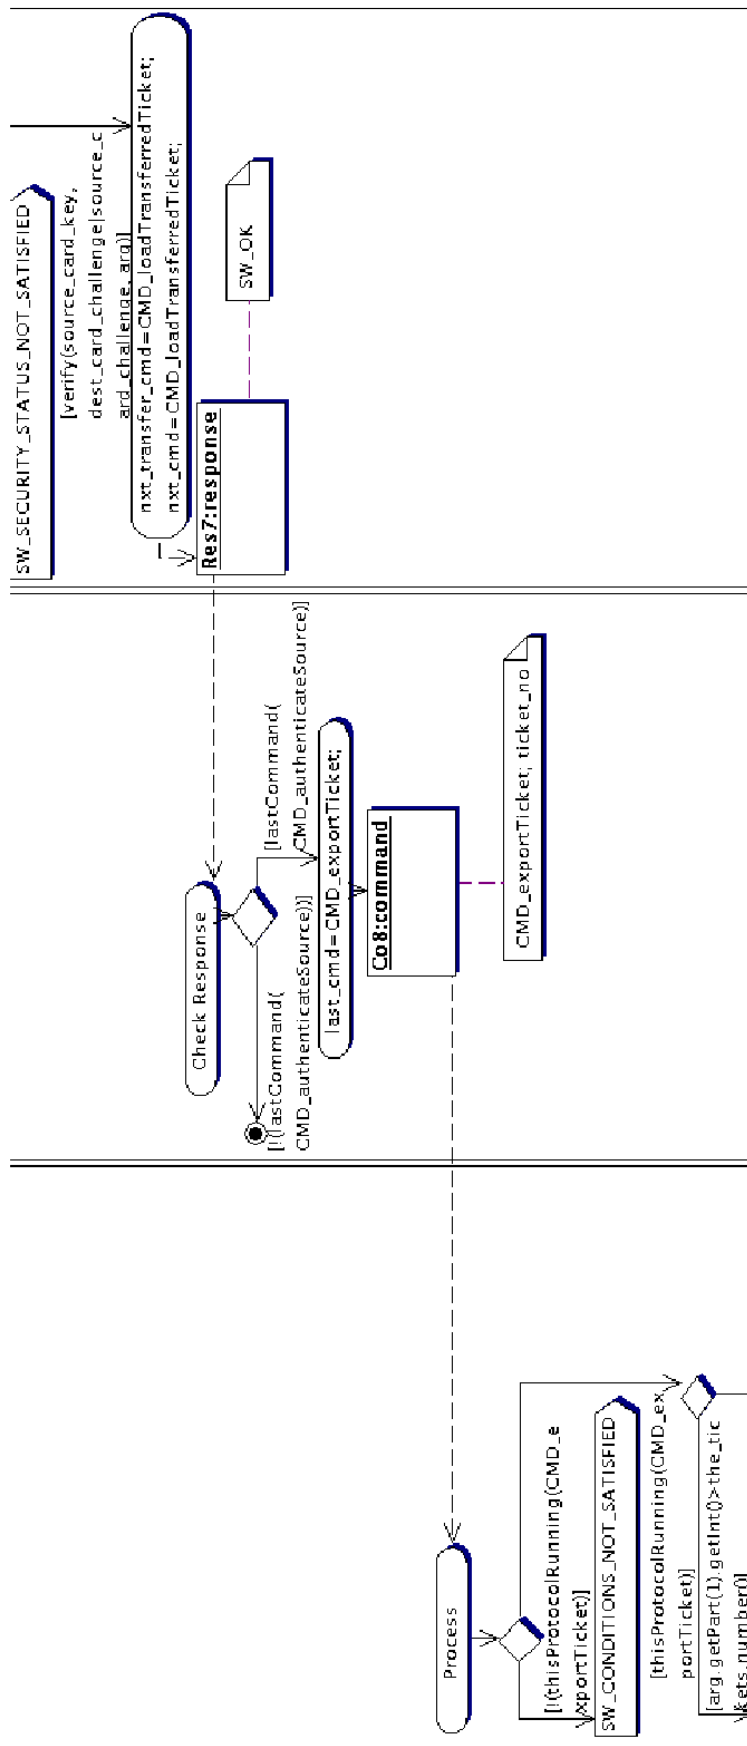 SW_SECURITY_STATUS_NOT_SATISFIED
[verify(source_card_key,
dest_card_challenge|source_c
ard_challenge, arg)]
nxt_transfer_cmd=CMD_loadTransferredTicket;
nxt_cmd=CMD_loadTransferredTicket;
Res7:response
SW_OK
Check Response
[lastCommand(
CMD_authenticateSource)]
[!(lastCommand(
CMD_authenticateSource))]
last_cmd=CMD_exportTicket;
Co8:command
CMD_exportTicket; ticket_no
Process
[!(thisProtocolRunning(CMD_e
xportTicket)]
SW_CONDITIONS_NOT_SATISFIED
[thisProtocolRunning(CMD_ex
portTicket)]
[arg.getPart(1).getInt()>the_tic
kets.number()]